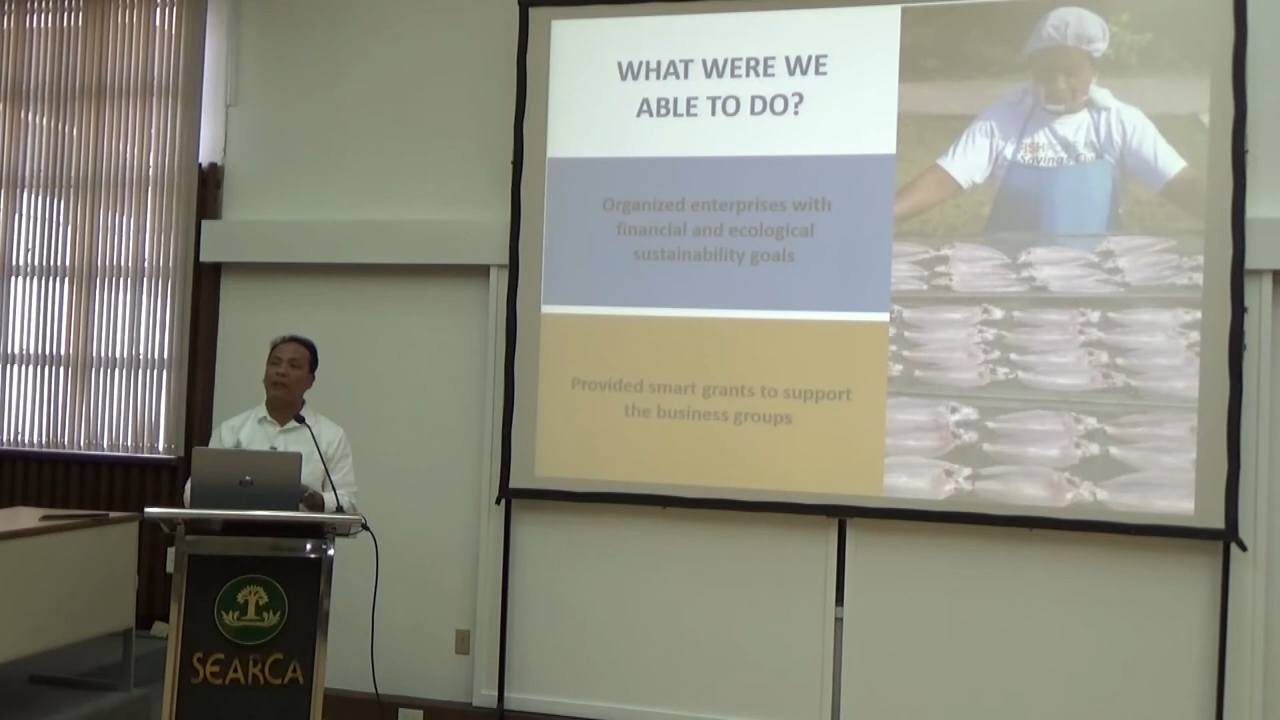 WHAT WERE WE
ABLE TO DO?
Organized enterprises with
financial and ecological
sustainability goals
Provided smart grants to support
the business groups
Savings
SEARCA